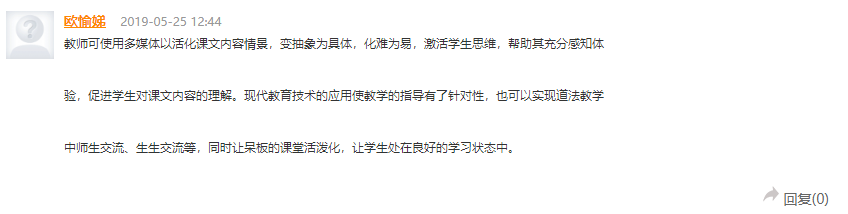 欧愉娣 2019-05-25 12:44
教师可使用多媒体以活化课文内容情景，变抽象为具体，化难为易，激活学生思维，帮助其充分感知体
验，促进学生对课文内容的理解。现代教育技术的应用使教学的指导有了针对性，也可以实现道法教学
中师生交流、生生交流等，同时让呆板的课堂活泼化，让学生处在良好的学习状态中。
回复(0)